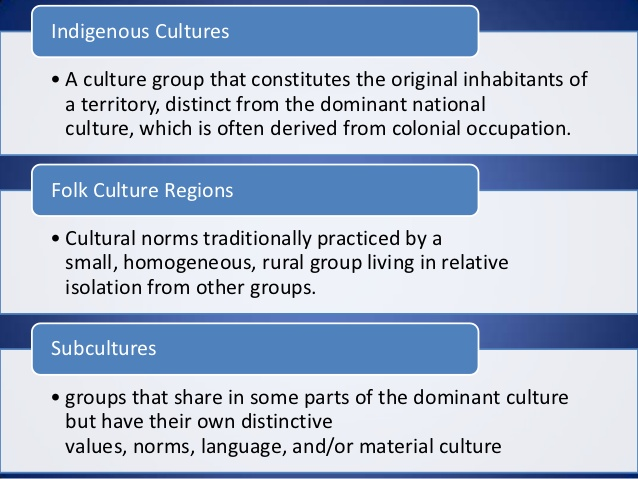 Indigenous Cultures
• A culture group that constitutes the original inhabitants of
a territory, distinct from the dominant national
culture, which is often derived from colonial occupation.
Folk Culture Regions
• Cultural norms traditionally practiced by a
small, homogeneous, rural group living in relative
isolation from other groups.
Subcultures
• groups that share in some parts of the dominant culture
but have their own distinctive
values, norms, language, and/or material culture